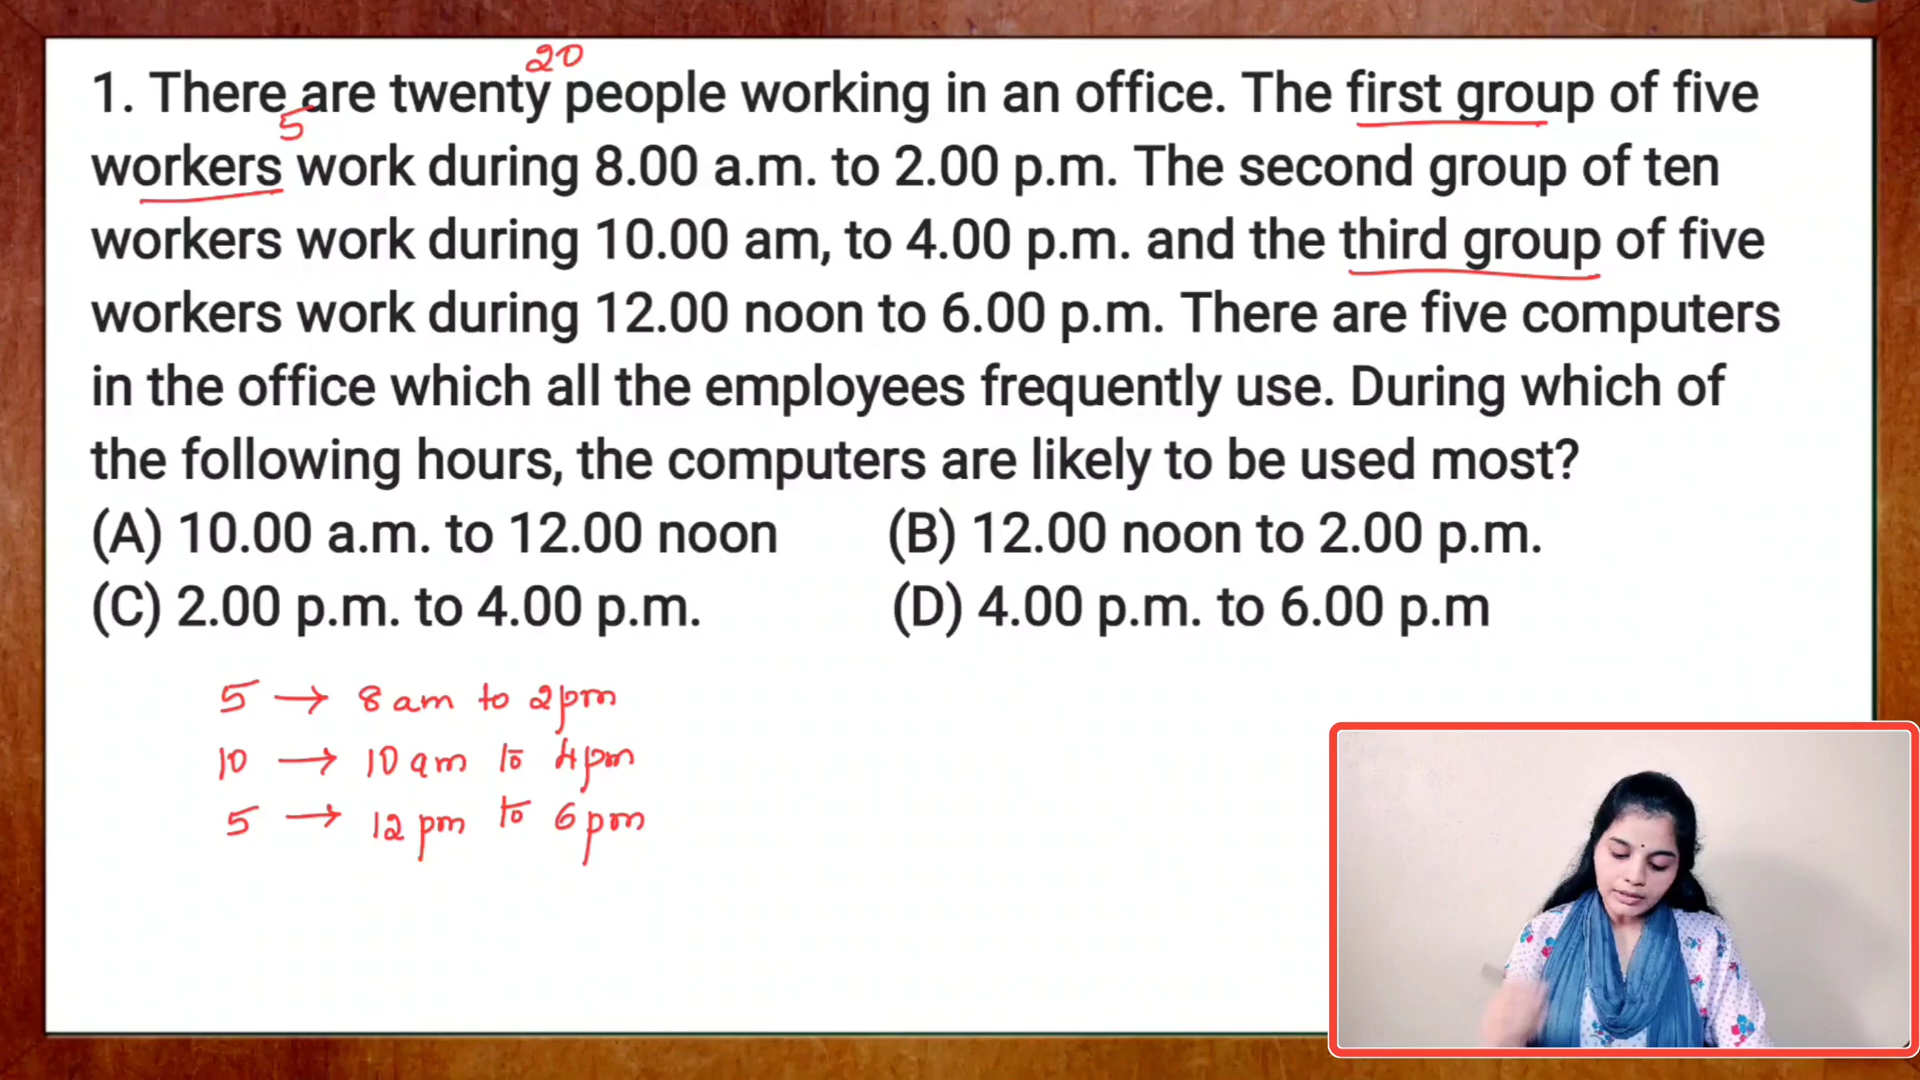 20
1. There are twenty people working in an office. The first group of five
5
workers work during 8.00 a.m. to 2.00 p.m. The second group of ten
workers work during 10.00 am, to 4.00 p.m. and the third group of five
workers work during 12.00 noon to 6.00 p.m. There are five computers
in the office which all the employees frequently use. During which of
the following hours, the computers are likely to be used most?
(A) 10.00 a.m. to 12.00 noon (B) 12.00 noon to 2.00 p.m.
(C) 2.00 p.m. to 4.00 p.m. (D) 4.00 p.m. to 6.00 p.m
5 → 8 am to 2pm
10 → 10 am to 4pm
5 → 12 pm to 6 pm